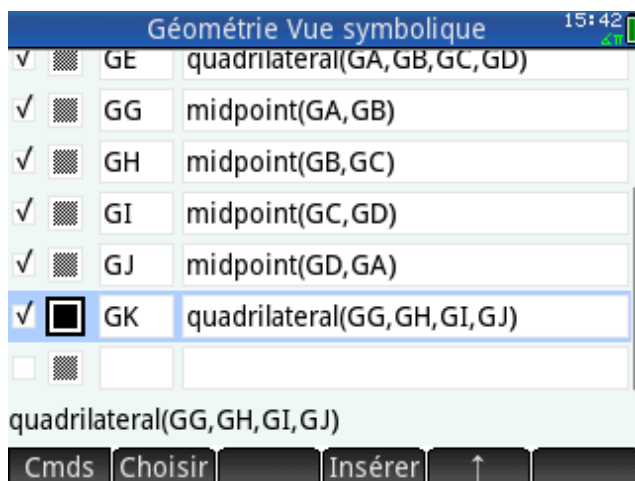 Géométrie Vue symbolique 15:42
∡π
√ GE quadrilateral(GA,GB,GC,GD)
√ GG midpoint(GA,GB)
√ GH midpoint(GB,GC)
√ GI midpoint(GC,GD)
√ GJ midpoint(GD,GA)
√ GK quadrilateral(GG,GH,GI,GJ)
quadrilateral(GG,GH,GI,GJ)
Cmds Choisir Insérer ↑